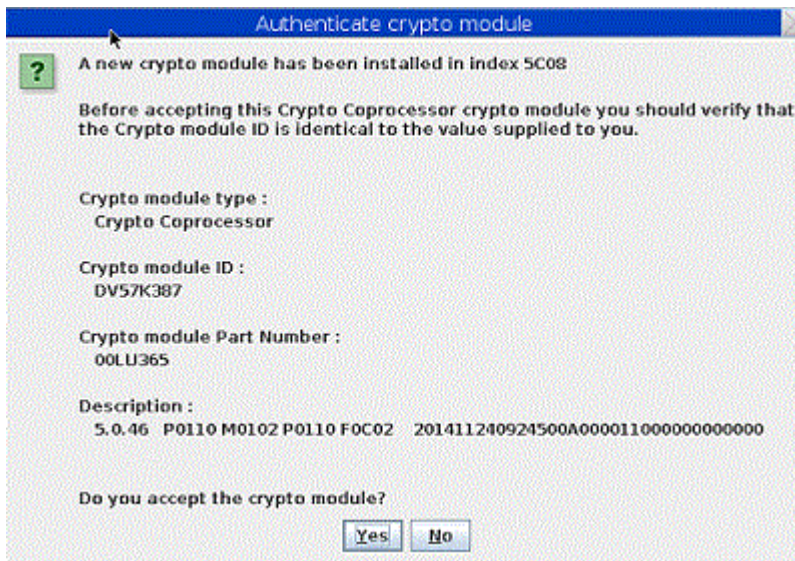 Authenticate crypto module
?
A new crypto module has been installed in index 5C08
Before accepting this Crypto Coprocessor crypto module you should verify that
the Crypto module ID is identical to the value supplied to you.
Crypto module type :
Crypto Coprocessor
Crypto module ID :
DV57K387
Crypto module Part Number :
00LU365
Description :
5.0.46 P0110 M0102 P0110 F0C02 201411240924500A000011000000000000
Do you accept the crypto module?
Yes No